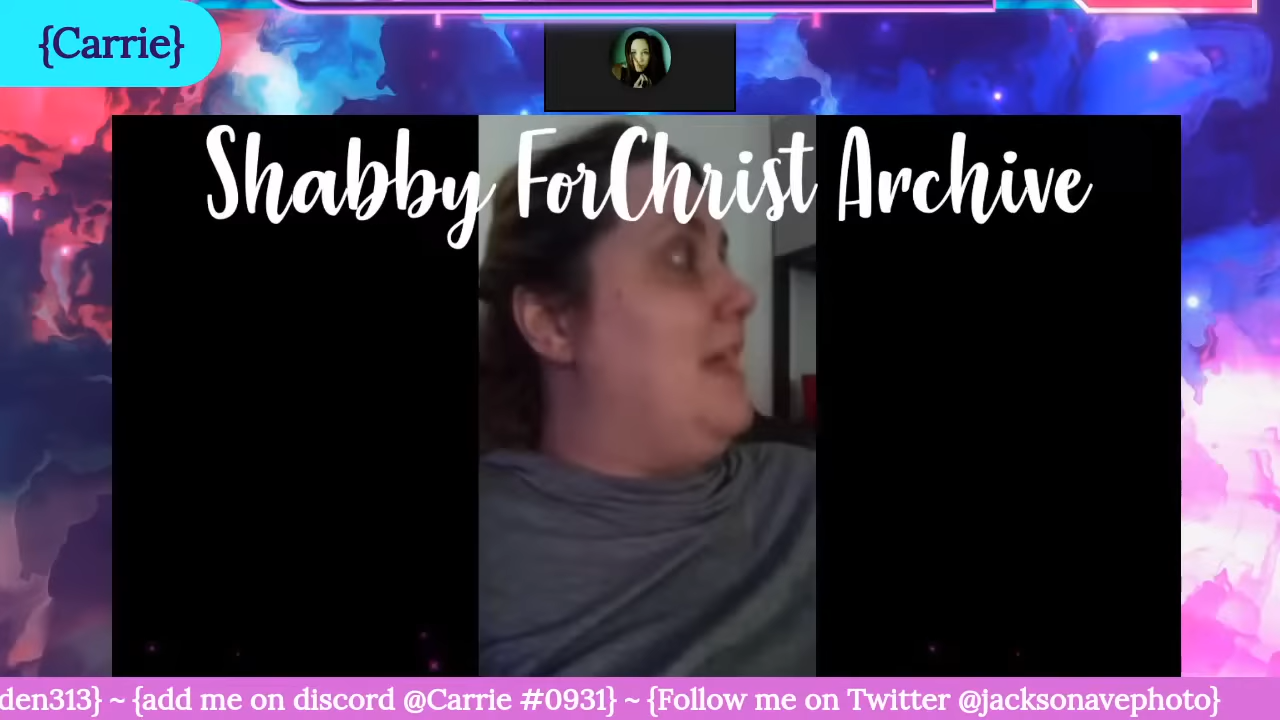 {Carrie}
Shabby ForChrist Archive
den313} ~ {add me on discord @Carrie #0931} ~ {Follow me on Twitter @jacksonavephoto}